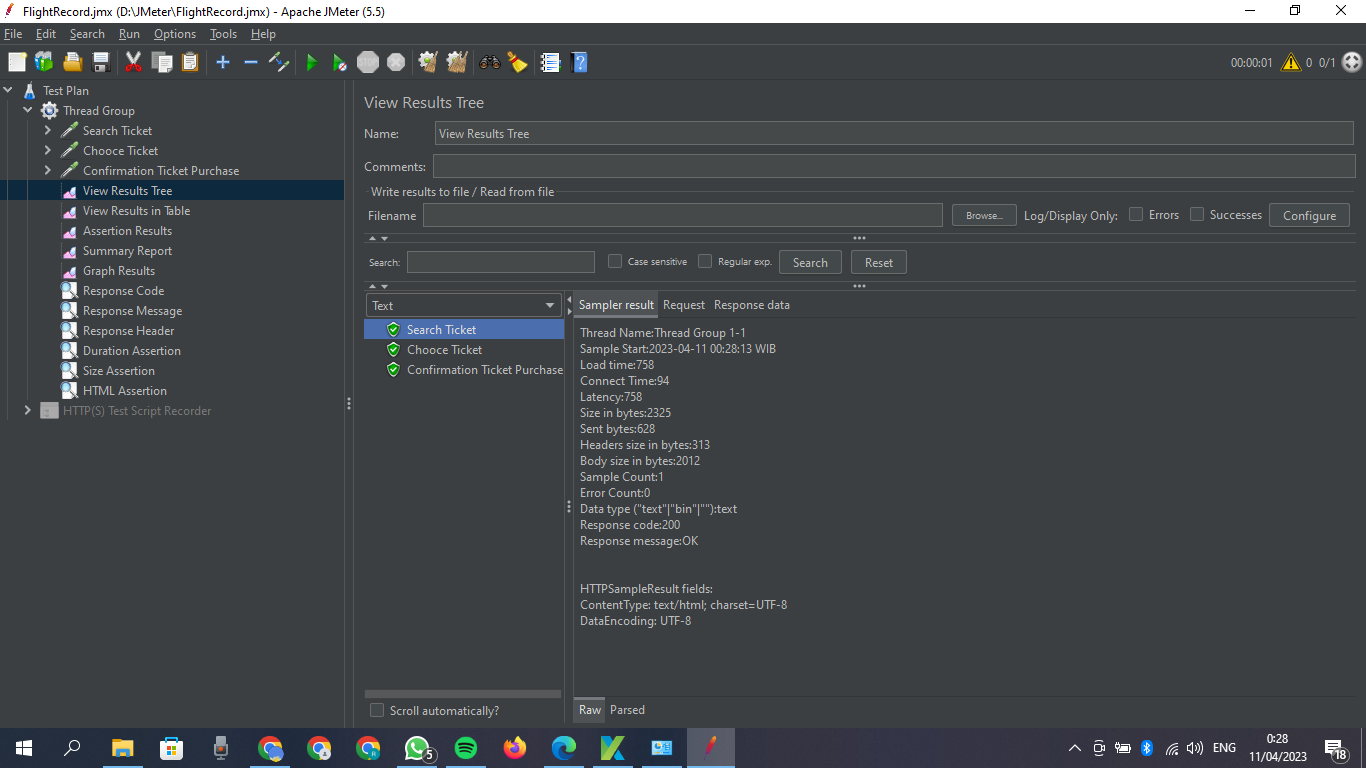 FlightRecord.jmx (D:\JMeter\FlightRecord.jmx) - Apache JMeter (5.5)
File Edit Search Run Options Tools Help
STOP
00:00:01 0 0/1
Test Plan
Thread Group
Search Ticket
Chooce Ticket
Confirmation Ticket Purchase
View Results Tree
View Results in Table
Assertion Results
Summary Report
Graph Results
Response Code
Response Message
Response Header
Duration Assertion
Size Assertion
HTML Assertion
HTTP(S) Test Script Recorder
View Results Tree
Name: View Results Tree
Comments:
Write results to file / Read from file
Filename Browse... Log/Display Only: Errors Successes Configure
Search: Case sensitive Regular exp. Search Reset
Text
Search Ticket
Chooce Ticket
Confirmation Ticket Purchase
Scroll automatically?
Sampler result Request Response data
Thread Name:Thread Group 1-1
Sample Start:2023-04-11 00:28:13 WIB
Load time:758
Connect Time:94
Latency:758
Size in bytes:2325
Sent bytes:628
Headers size in bytes:313
Body size in bytes:2012
Sample Count:1
Error Count:0
Data type ("text"|"bin"|""):text
Response code:200
Response message:OK
HTTPSampleResult fields:
ContentType: text/html; charset=UTF-8
DataEncoding: UTF-8
Raw Parsed
5
ENG
0:28
11/04/2023
18